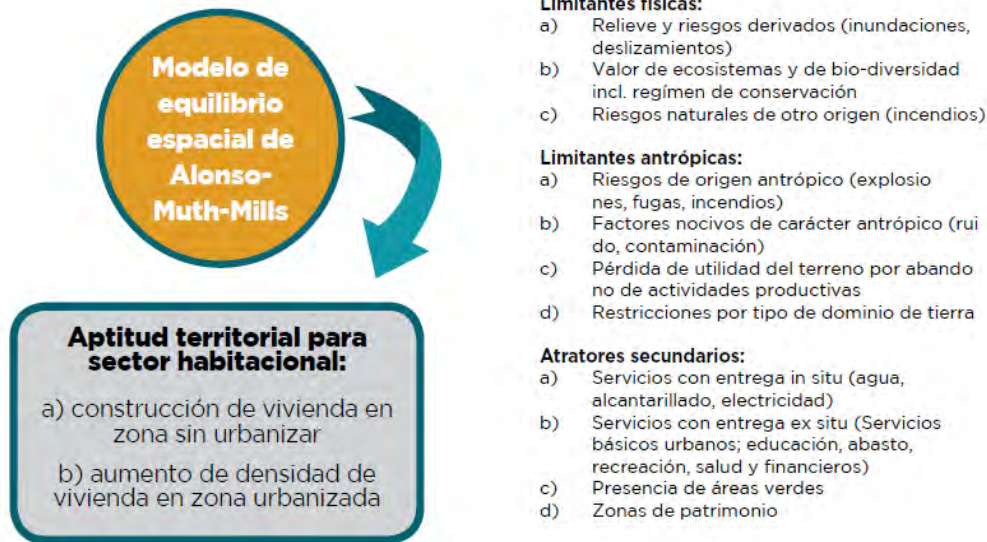 Modelo de
equilibrio
espacial de
Alonso-
Muth-Mills
Aptitud territorial para
sector habitacional:
a) construcción de vivienda en
zona sin urbanizar
b) aumento de densidad de
vivienda en zona urbanizada
Limitantes físicas:
a) Relieve y riesgos derivados (inundaciones,
deslizamientos)
b) Valor de ecosistemas y de bio-diversidad
incl. regímen de conservación
c) Riesgos naturales de otro origen (incendios)
Limitantes antrópicas:
a) Riesgos de origen antrópico (explosio
nes, fugas, incendios)
b) Factores nocivos de carácter antrópico (rui
do, contaminación)
c) Pérdida de utilidad del terreno por abando
no de actividades productivas
d) Restricciones por tipo de dominio de tierra
Atratores secundarios:
a) Servicios con entrega in situ (agua,
alcantarillado, electricidad)
b) Servicios con entrega ex situ (Servicios
básicos urbanos; educación, abasto,
recreación, salud y financieros)
c) Presencia de áreas verdes
d) Zonas de patrimonio